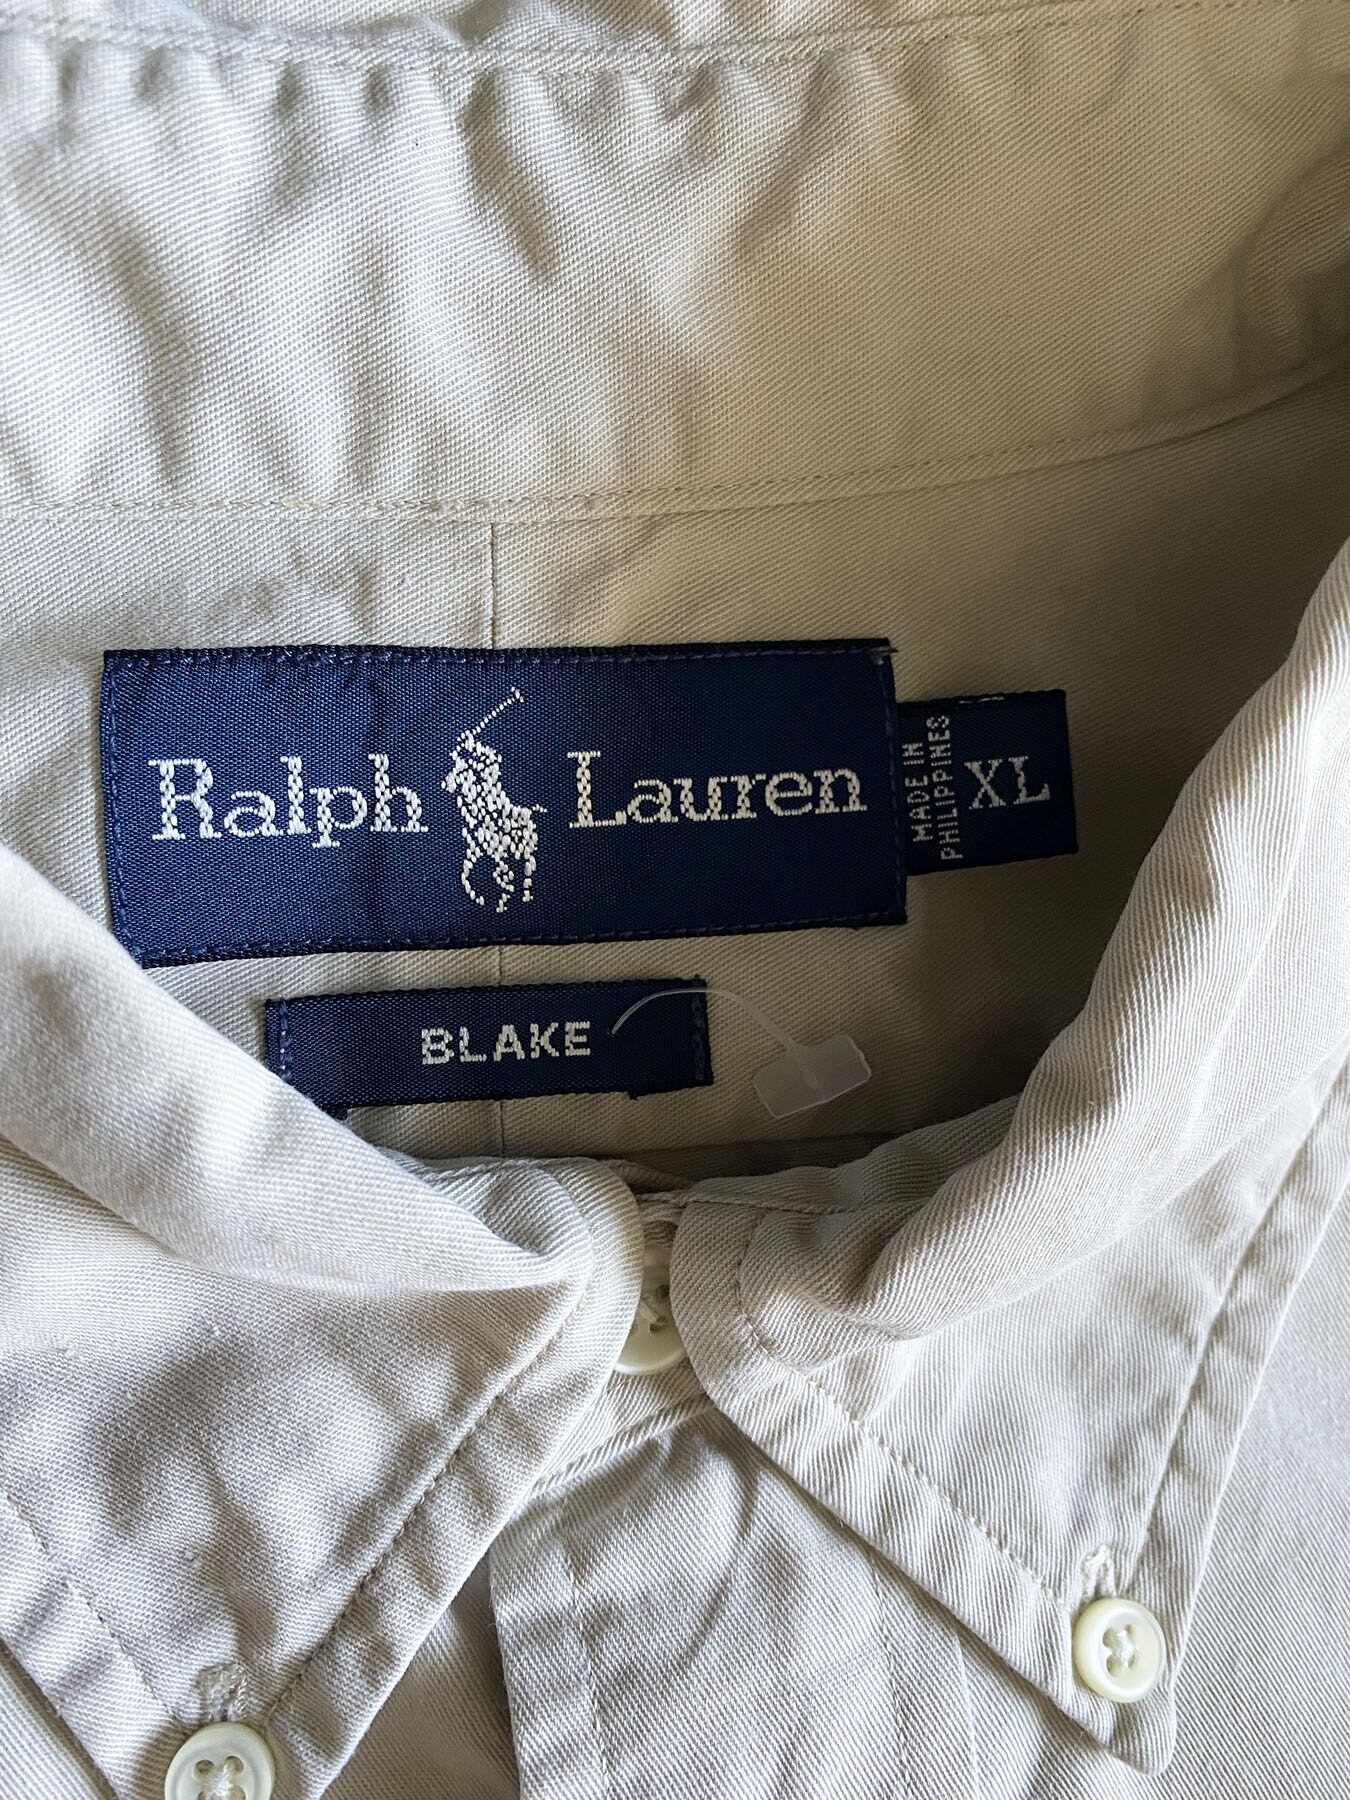 Ralph Lauren
MADE IN
PHILIPPINES
XL
BLAKE